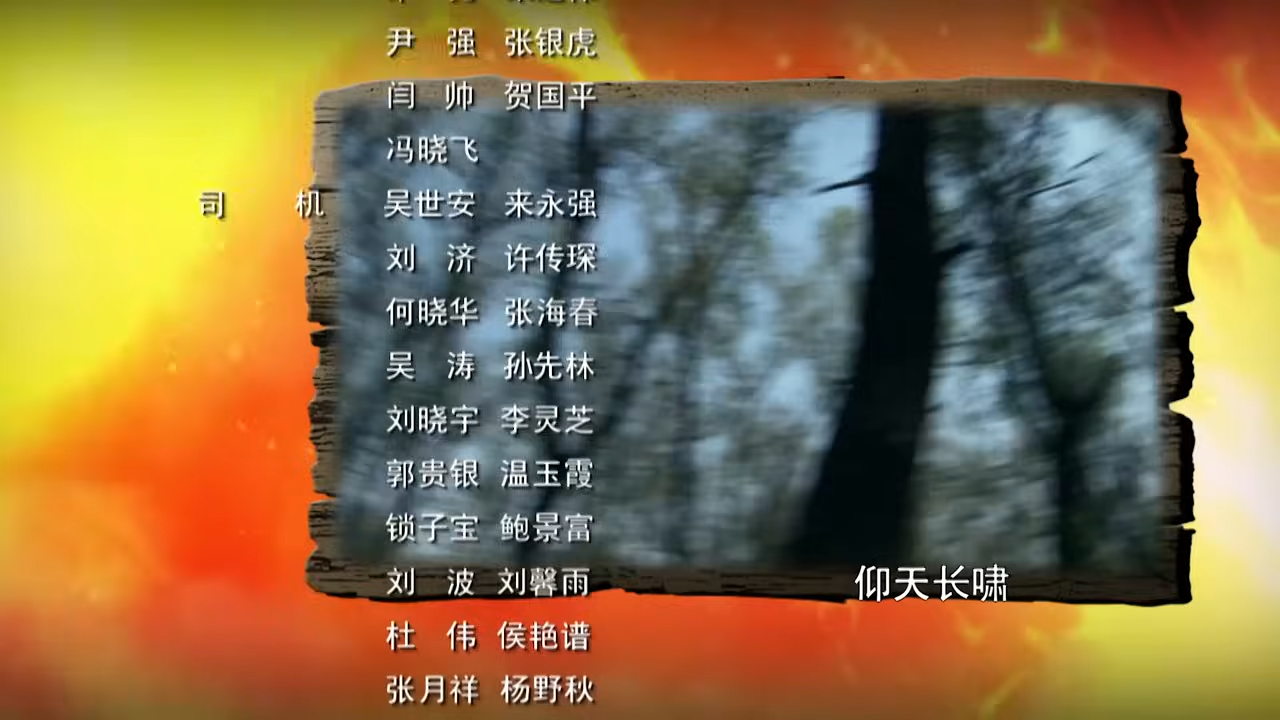 尹 强 张银虎
闫 帅 贺国平
冯晓飞
司 机 吴世安 来永强
刘 济 许传琛
何晓华 张海春
吴 涛 孙先林
刘晓宇 李灵芝
郭贵银 温玉霞
锁子宝 鲍景富
刘 波 刘馨雨
仰天长啸
杜 伟 侯艳谱
张月祥 杨野秋